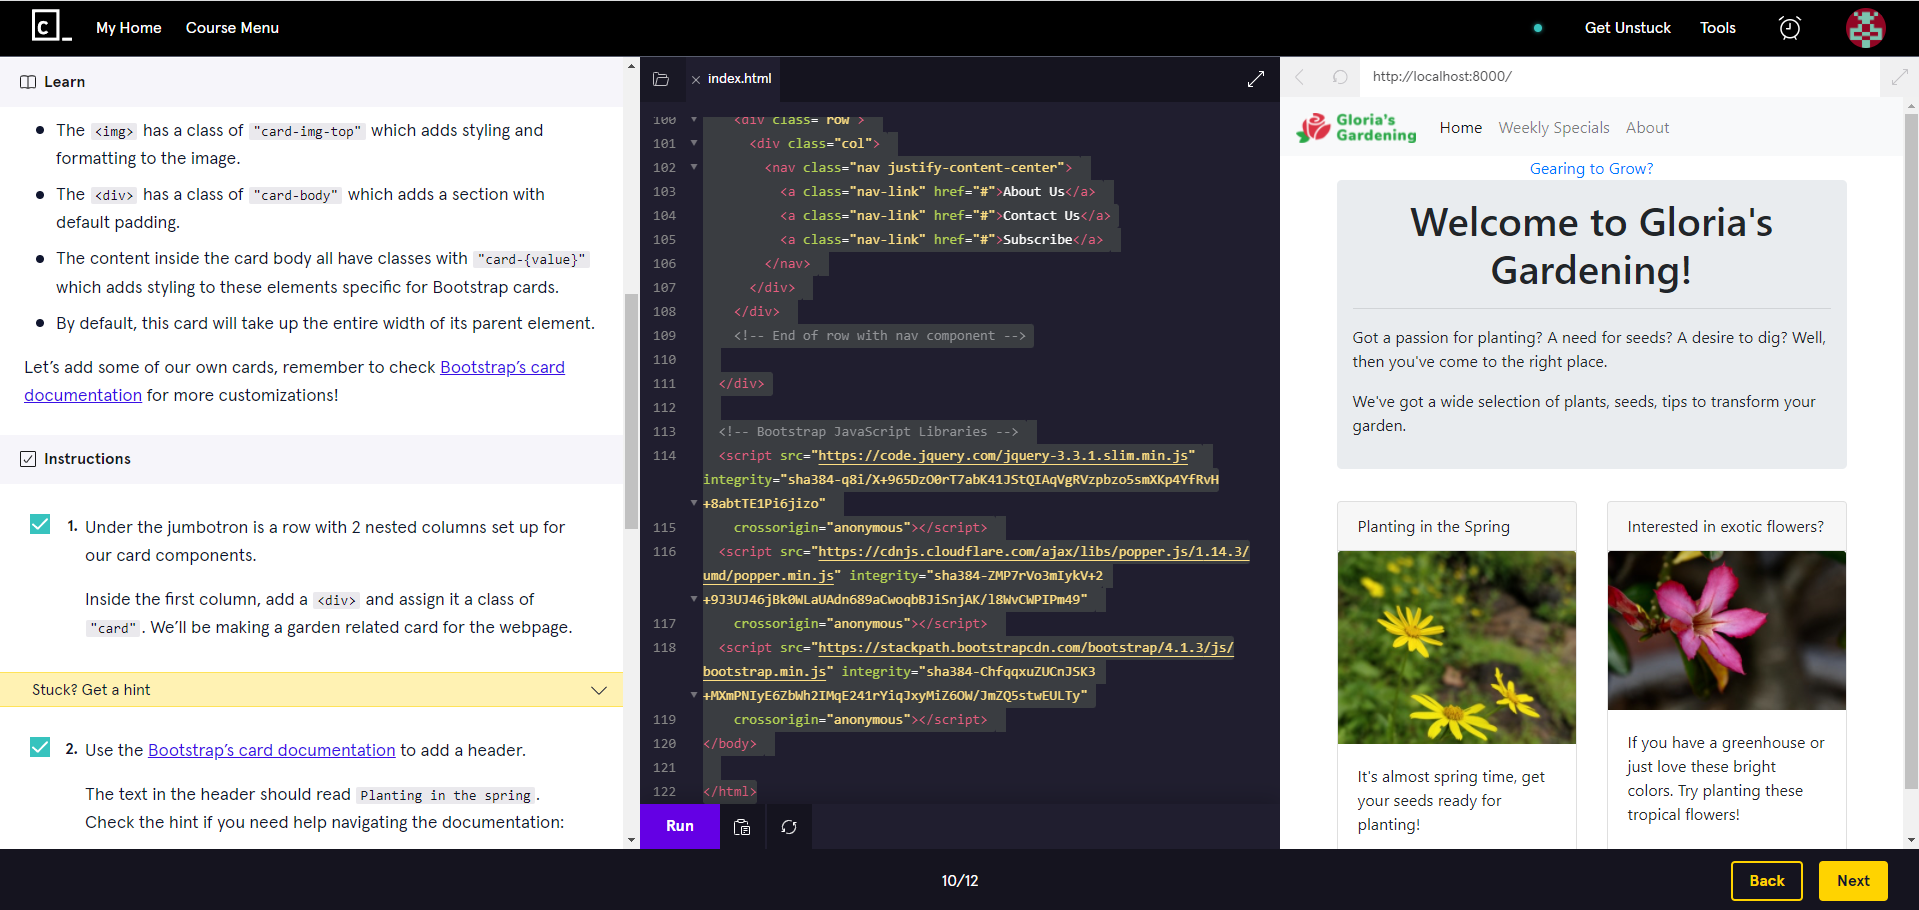 C_
My Home
Course Menu
Get Unstuck
Tools
Learn
The <img> has a class of "card-img-top" which adds styling and
formatting to the image.
The <div> has a class of "card-body" which adds a section with
default padding.
The content inside the card body all have classes with "card-{value}"
which adds styling to these elements specific for Bootstrap cards.
By default, this card will take up the entire width of its parent element.
Let's add some of our own cards, remember to check Bootstrap's card
documentation for more customizations!
Instructions
1. Under the jumbotron is a row with 2 nested columns set up for
our card components.
Inside the first column, add a <div> and assign it a class of
"card". We'll be making a garden related card for the webpage.
Stuck? Get a hint
2. Use the Bootstrap's card documentation to add a header.
The text in the header should read Planting in the spring.
Check the hint if you need help navigating the documentation:
index.html
100 <div class="row">
101 <div class="col">
102 <nav class="nav justify-content-center">
103 <a class="nav-link" href="#">About Us</a>
104 <a class="nav-link" href="#">Contact Us</a>
105 <a class="nav-link" href="#">Subscribe</a>
106 </nav>
107 </div>
108 </div>
109 <!-- End of row with nav component -->
110
111 </div>
112
113 <!-- Bootstrap JavaScript Libraries -->
114 <script src="https://code.jquery.com/jquery-3.3.1.slim.min.js"
integrity="sha384-q8i/X+965DzO0rT7abK41JStQIAqVgRVzpbzo5smXKp4YfRvH
+8abtTE1Pi6jizo"
115 crossorigin="anonymous"></script>
116 <script src="https://cdnjs.cloudflare.com/ajax/libs/popper.js/1.14.3/
umd/popper.min.js" integrity="sha384-ZMP7rVo3mIykV+2
+9J3UJ46jBk0WLaUAdn689aCwoqbBJiSnjAK/l8WvCWPIPm49"
117 crossorigin="anonymous"></script>
118 <script src="https://stackpath.bootstrapcdn.com/bootstrap/4.1.3/js/
bootstrap.min.js" integrity="sha384-ChfqqxuZUCnJSK3
+MXmPNIyE6ZbWh2IMqE241rYiqJxyMiZ6OW/JmZQ5stwEULTy"
119 crossorigin="anonymous"></script>
120 </body>
121
122 </html>
Run
http://localhost:8000/
Gloria's
Gardening
Home
Weekly Specials
About
Gearing to Grow?
Welcome to Gloria's
Gardening!
Got a passion for planting? A need for seeds? A desire to dig? Well,
then you've come to the right place.
We've got a wide selection of plants, seeds, tips to transform your
garden.
Planting in the Spring
It's almost spring time, get
your seeds ready for
planting!
Interested in exotic flowers?
If you have a greenhouse or
just love these bright
colors. Try planting these
tropical flowers!
10/12
Back
Next